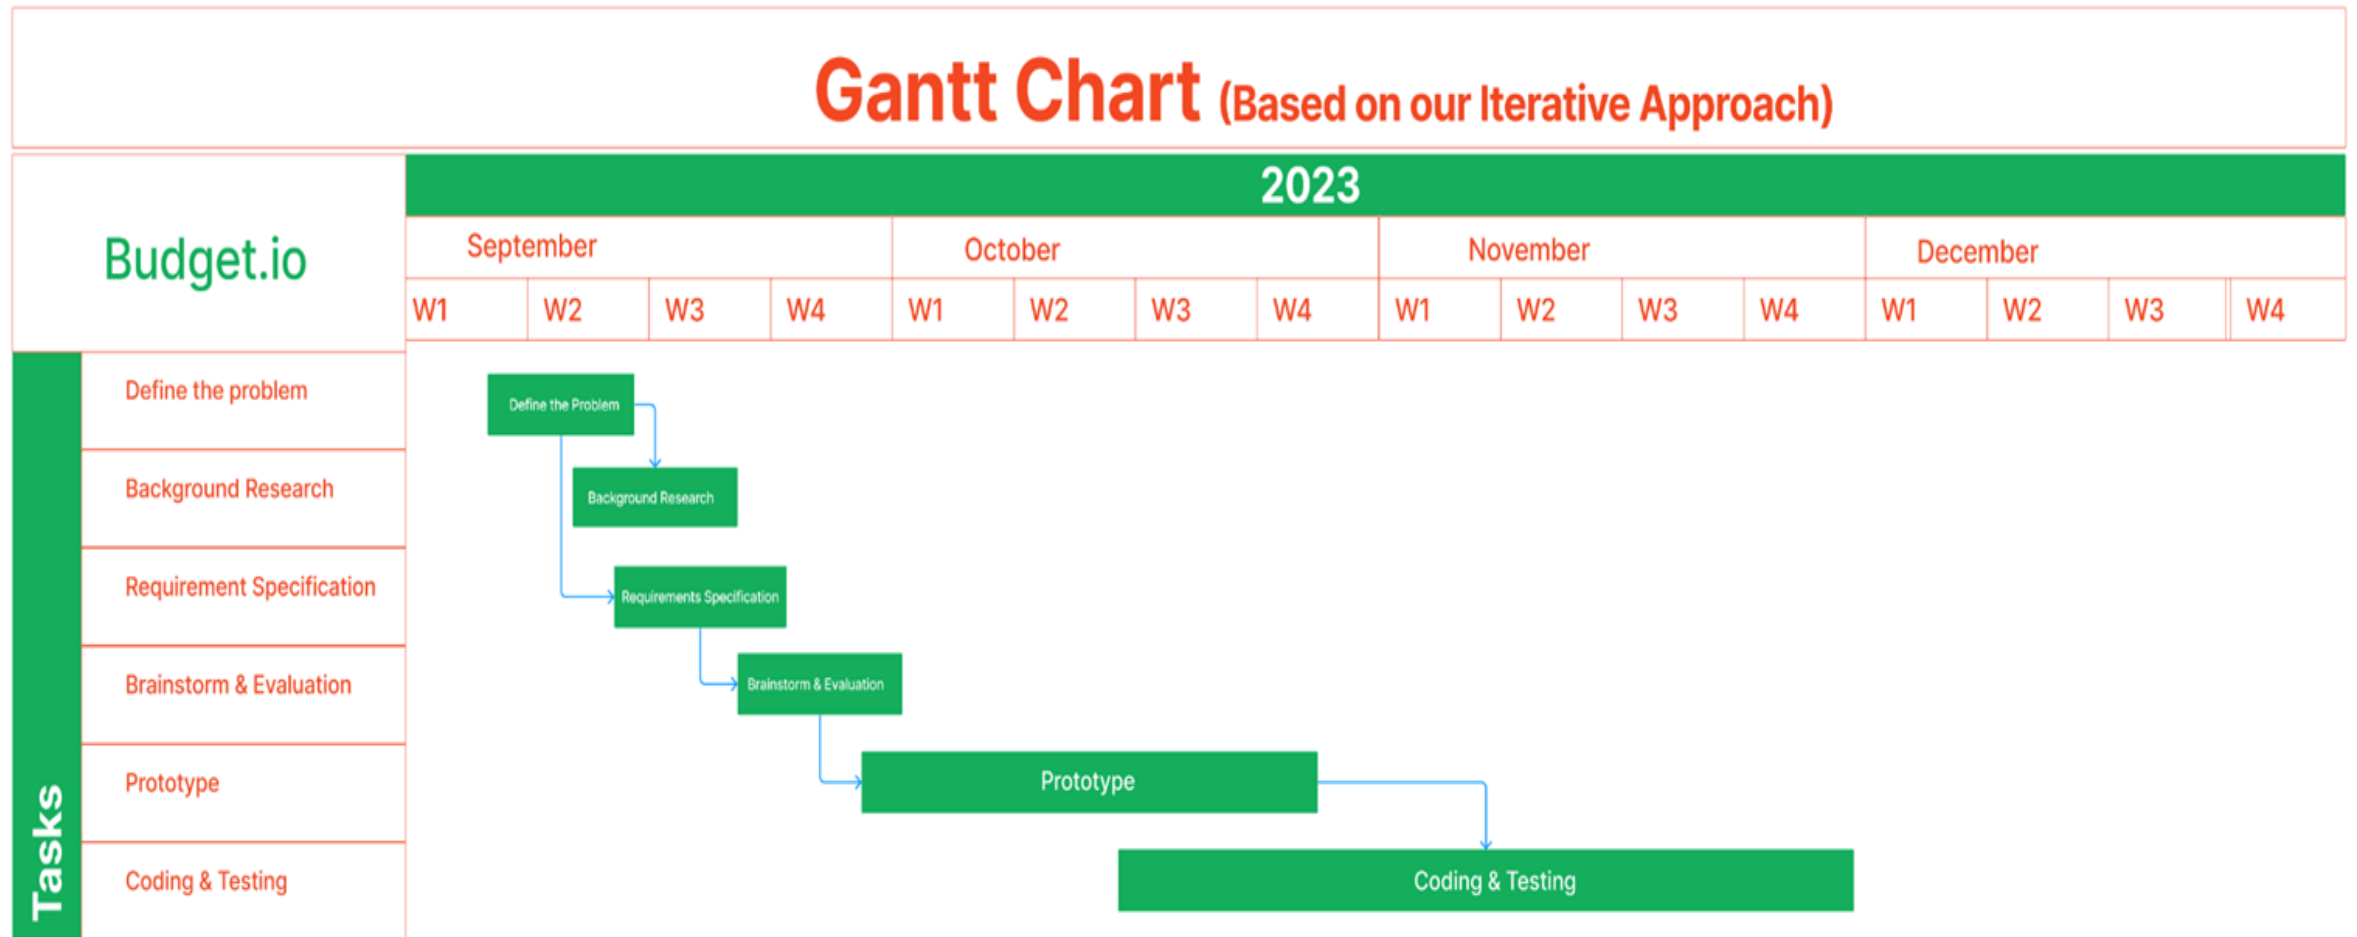 Gantt Chart (Based on our Iterative Approach)
Budget.io
2023
September October November December
W1 W2 W3 W4 W1 W2 W3 W4 W1 W2 W3 W4 W1 W2 W3 W4
Tasks
Define the problem
Define the Problem
Background Research
Background Research
Requirement Specification
Requirements Specification
Brainstorm & Evaluation
Brainstorm & Evaluation
Prototype
Prototype
Coding & Testing
Coding & Testing